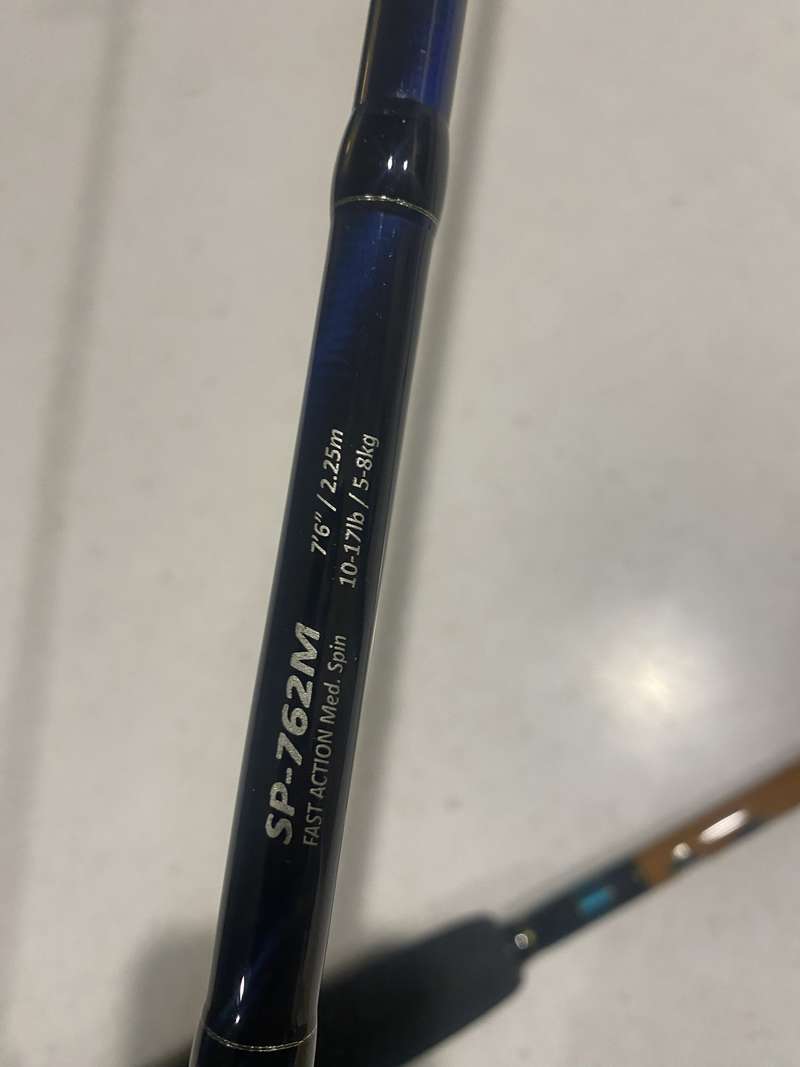 SP-762M
FAST ACTION Med. Spin
7'6" / 2.25m
10-17lb / 5-8kg